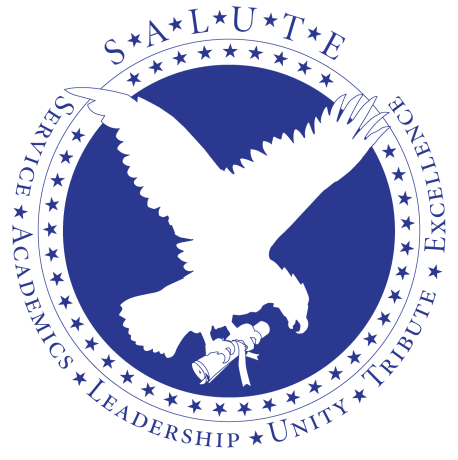 S★A★L★U★T★E
SERVICE ★ ACADEMICS ★ LEADERSHIP ★ UNITY ★ TRIBUTE ★ EXCELLENCE